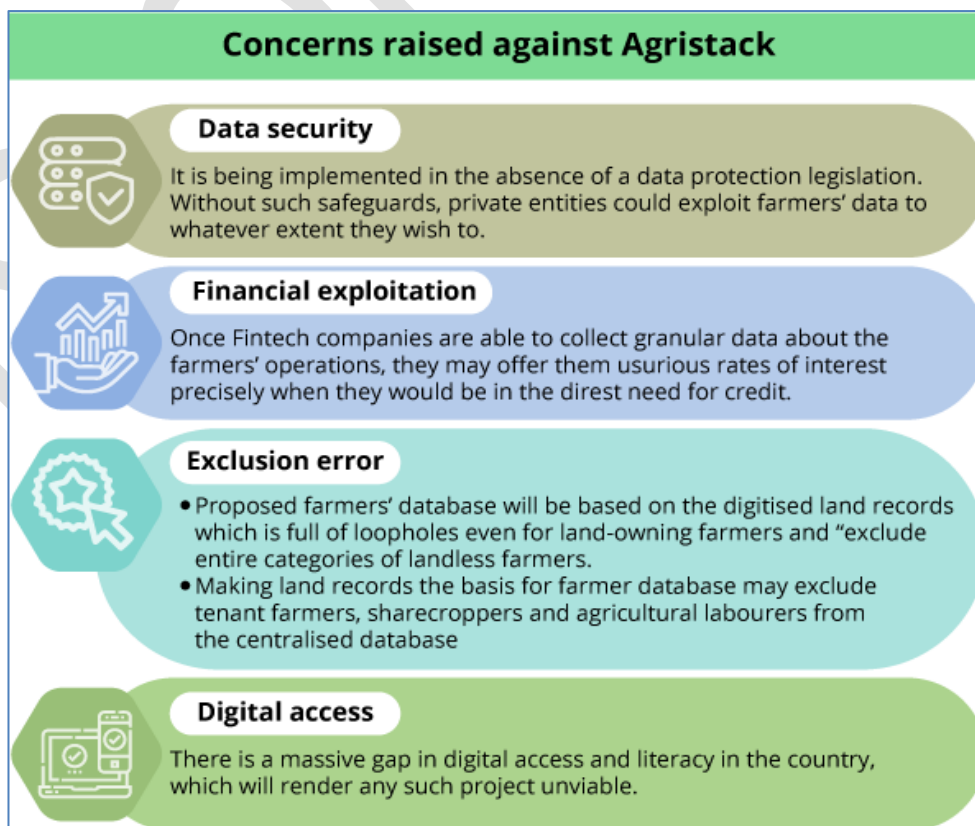 Concerns raised against Agristack
Data security
It is being implemented in the absence of a data protection legislation.
Without such safeguards, private entities could exploit farmers’ data to
whatever extent they wish to.
Financial exploitation
Once Fintech companies are able to collect granular data about the
farmers’ operations, they may offer them usurious rates of interest
precisely when they would be in the direst need for credit.
Exclusion error
• Proposed farmers’ database will be based on the digitised land records
which is full of loopholes even for land-owning farmers and “exclude
entire categories of landless farmers.
• Making land records the basis for farmer database may exclude
tenant farmers, sharecroppers and agricultural labourers from
the centralised database
Digital access
There is a massive gap in digital access and literacy in the country,
which will render any such project unviable.